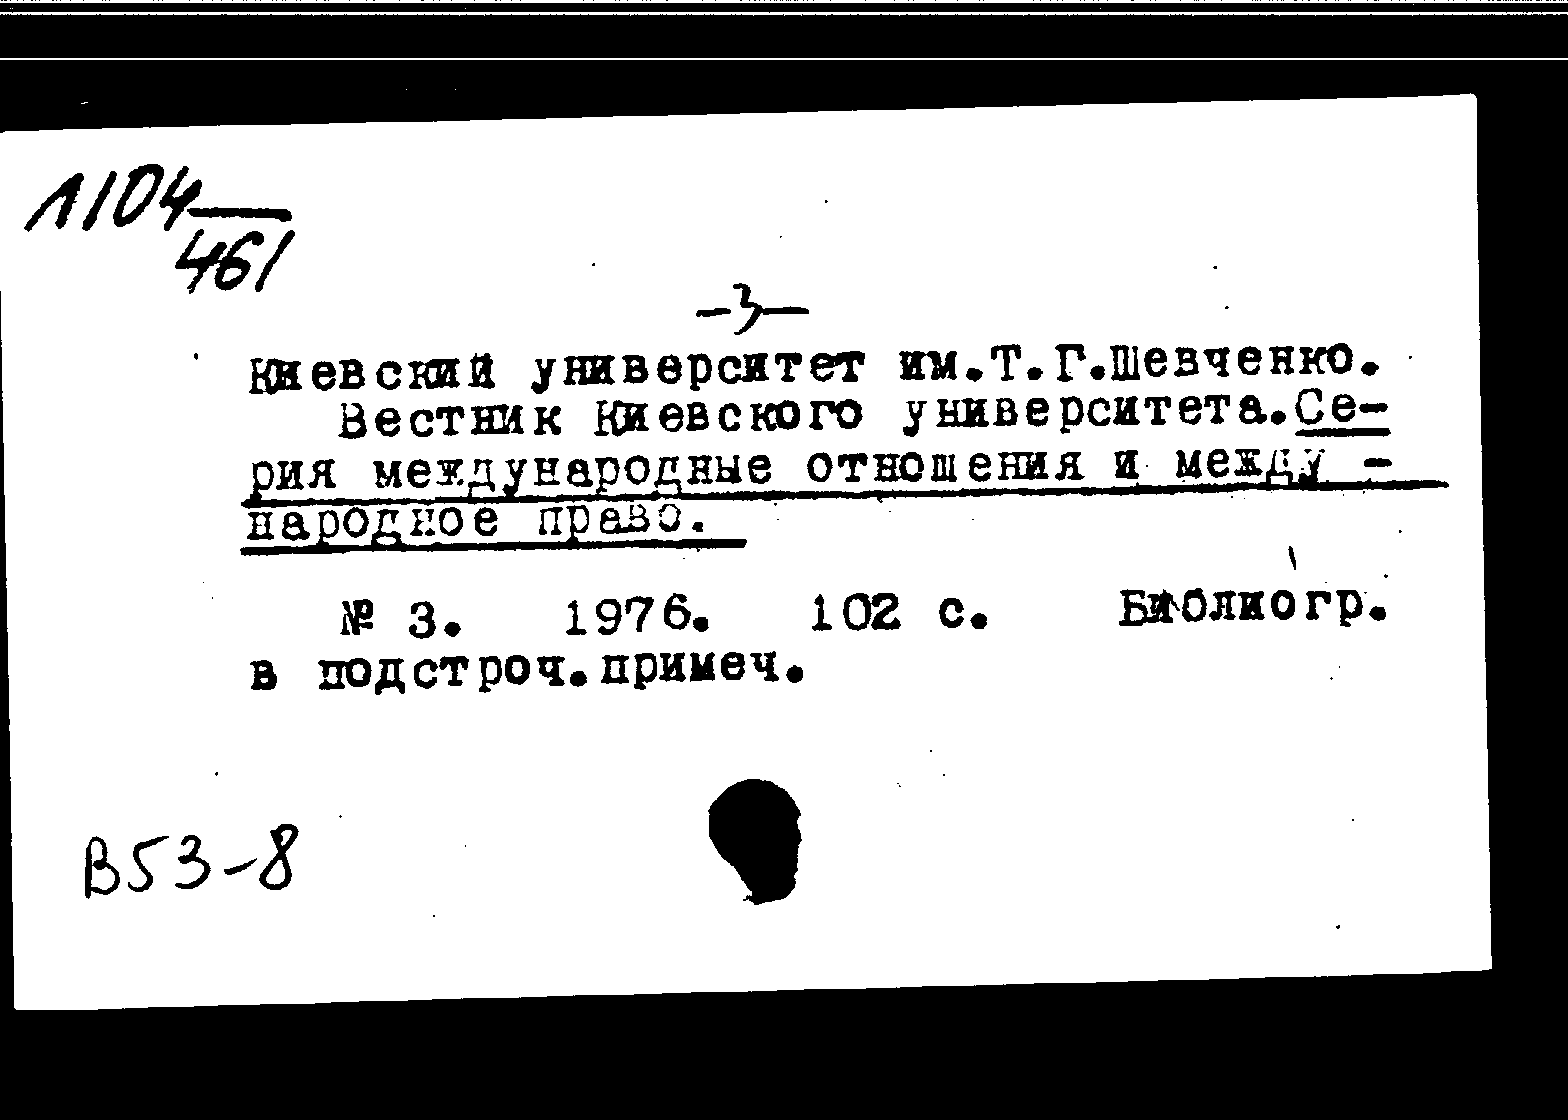 Л104
461
-3-
Киевский университет им.Т.Г.Шевченко.
Вестник Киевского университета.Се-
рия международные отношения и между -
народное право.
№ 3. 1976. 102 с. Библиогр.
в подстроч.примеч.
В53-8